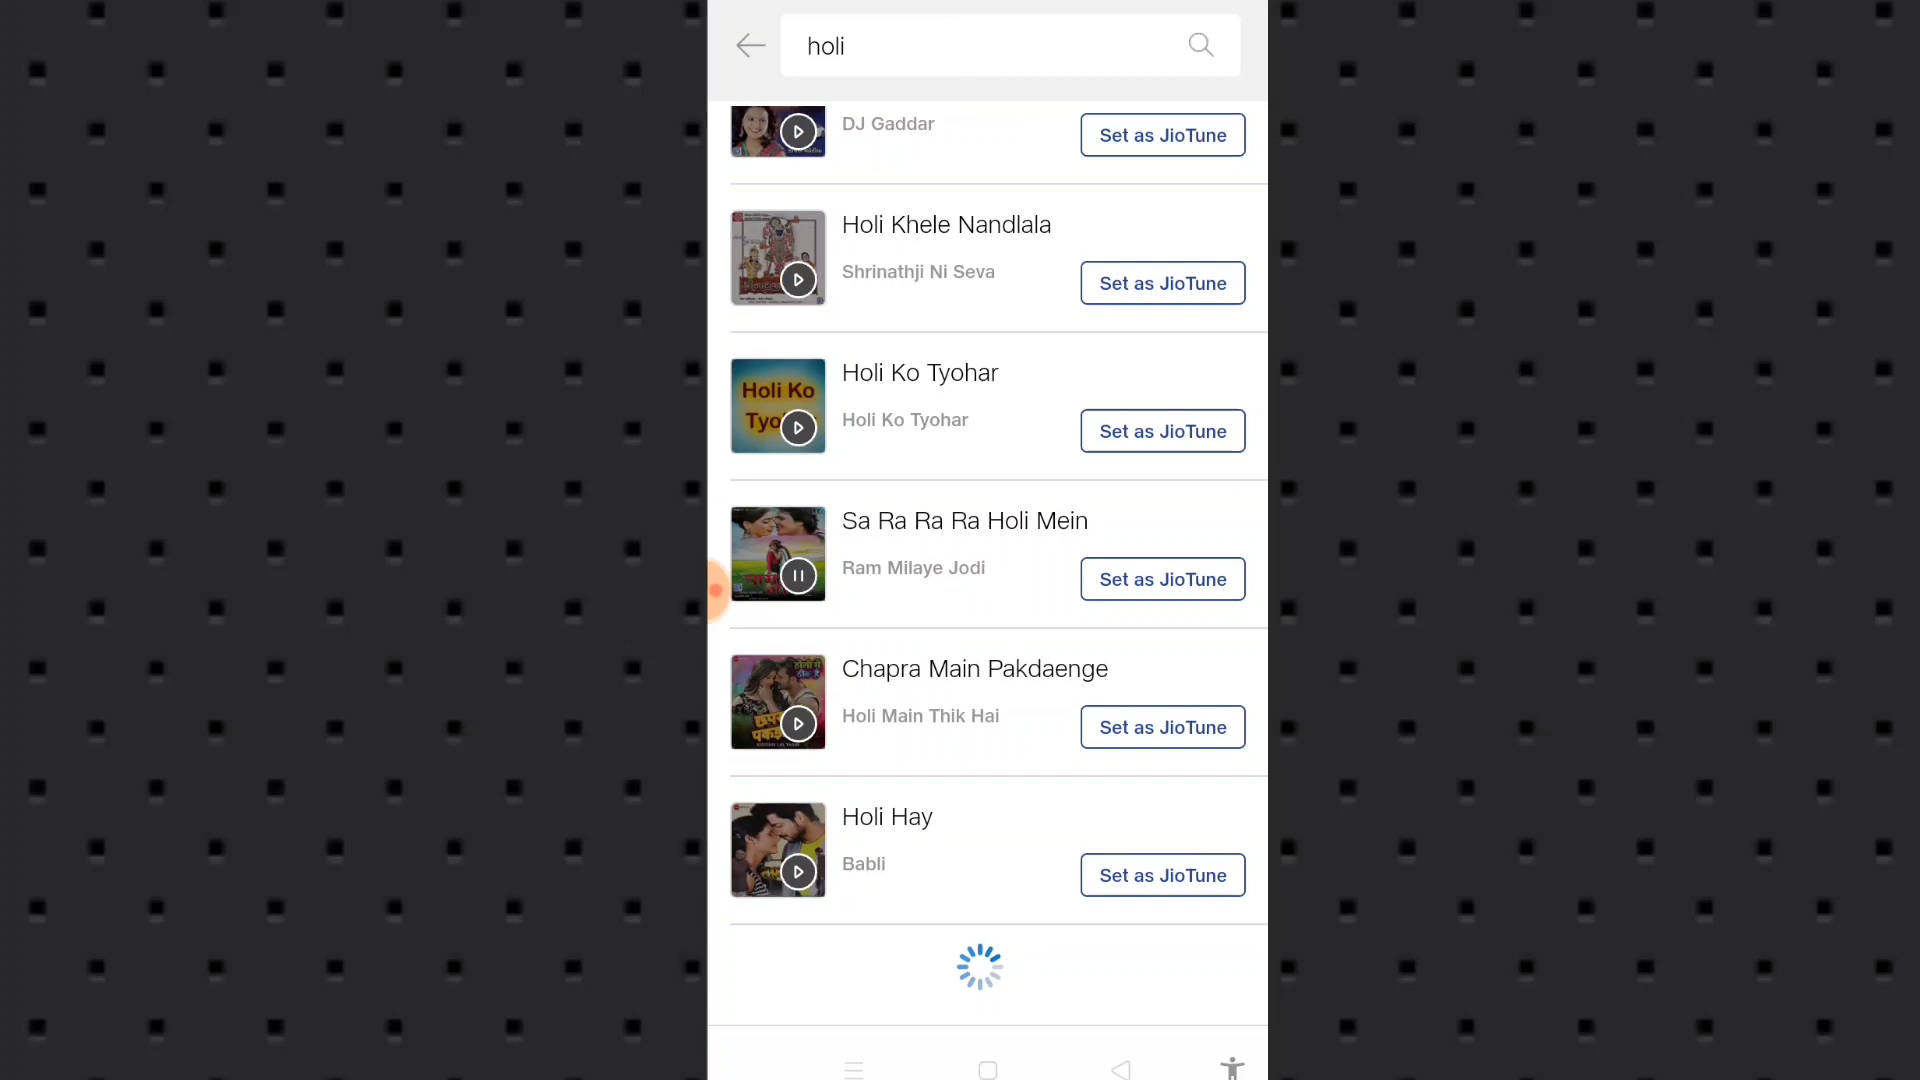 holi
DJ Gaddar
Set as JioTune
Holi Khele Nandlala
Shrinathji Ni Seva
Set as JioTune
Holi Ko Tyohar
Holi Ko
Holi Ko Tyohar
Set as JioTune
Sa Ra Ra Ra Holi Mein
Ram Milaye Jodi
Set as JioTune
Chapra Main Pakdaenge
Holi Main Thik Hai
Set as JioTune
Holi Hay
Babli
Set as JioTune